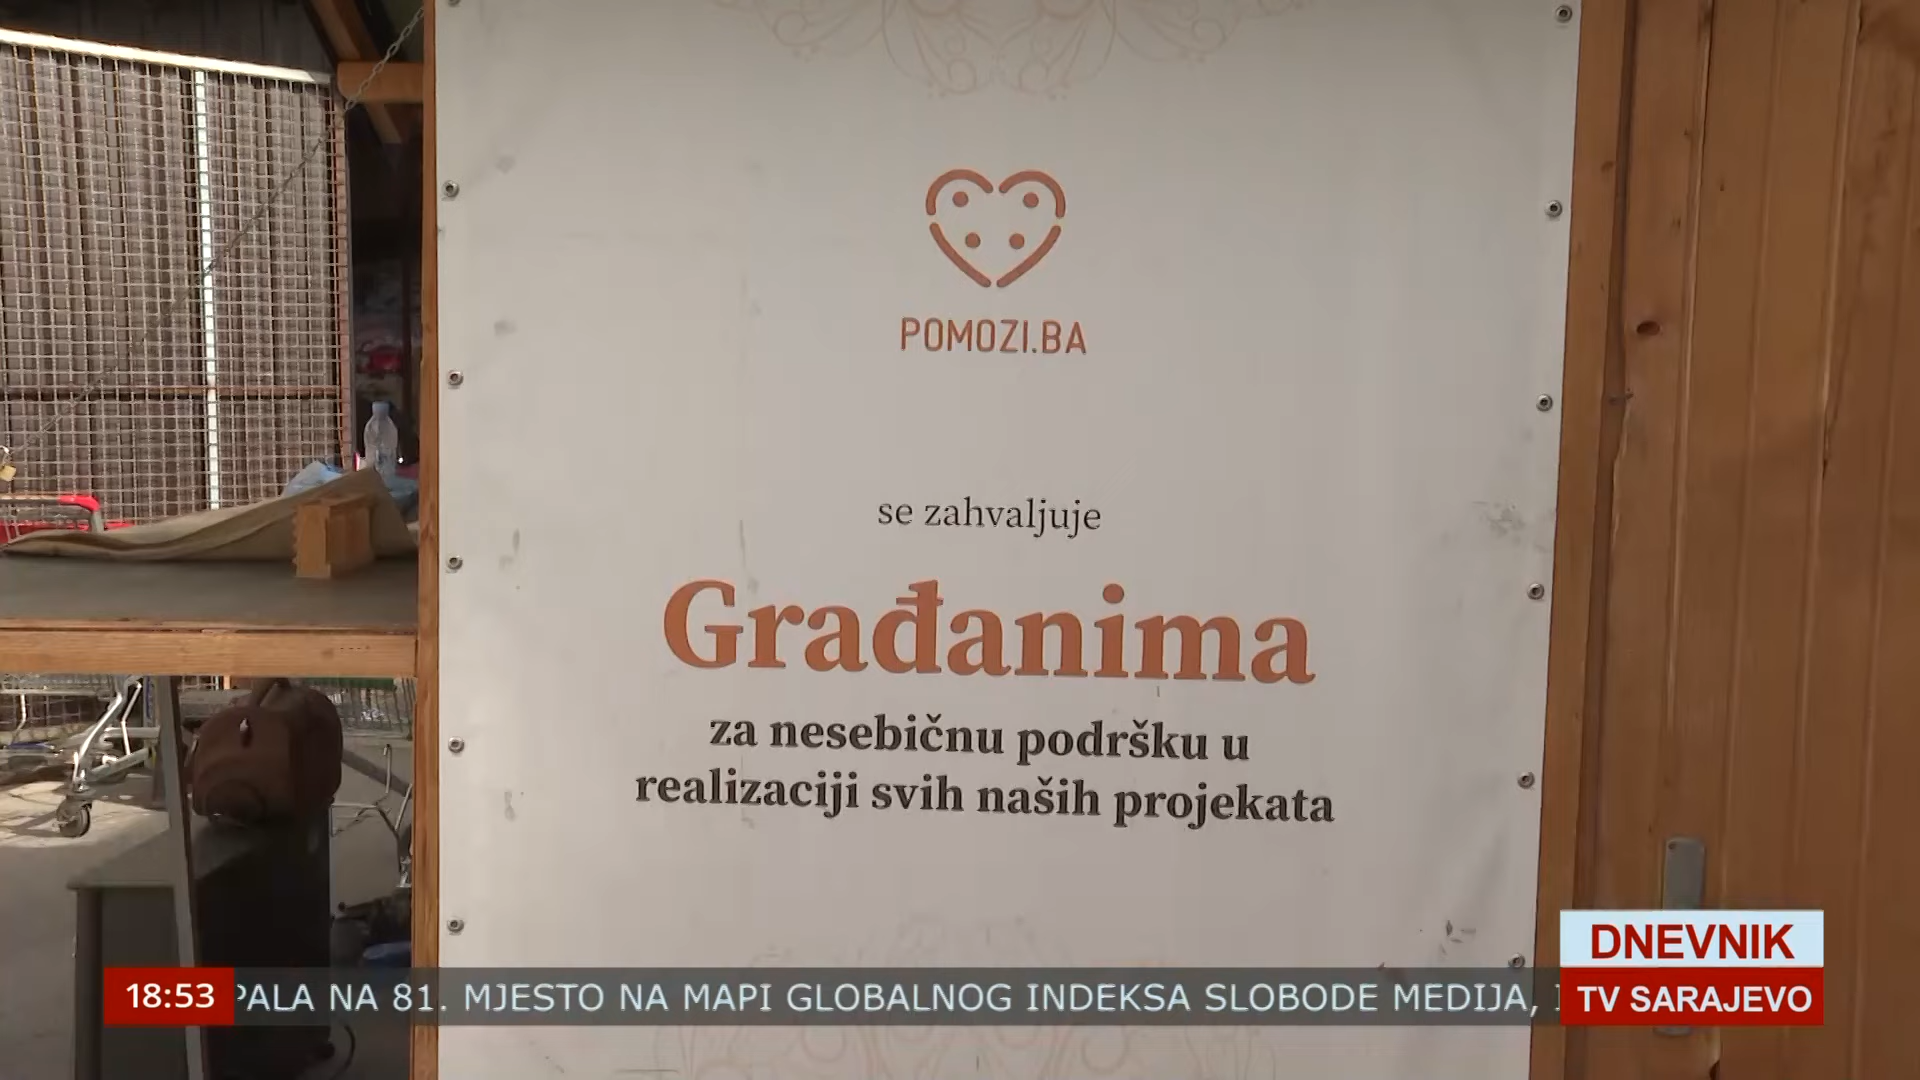 POMOZI.BA
se zahvaljuje
Građanima
za nesebičnu podršku u
realizaciji svih naših projekata
DNEVNIK
18:53 PALA NA 81. MJESTO NA MAPI GLOBALNOG INDEKSA SLOBODE MEDIJA,
TV SARAJEVO